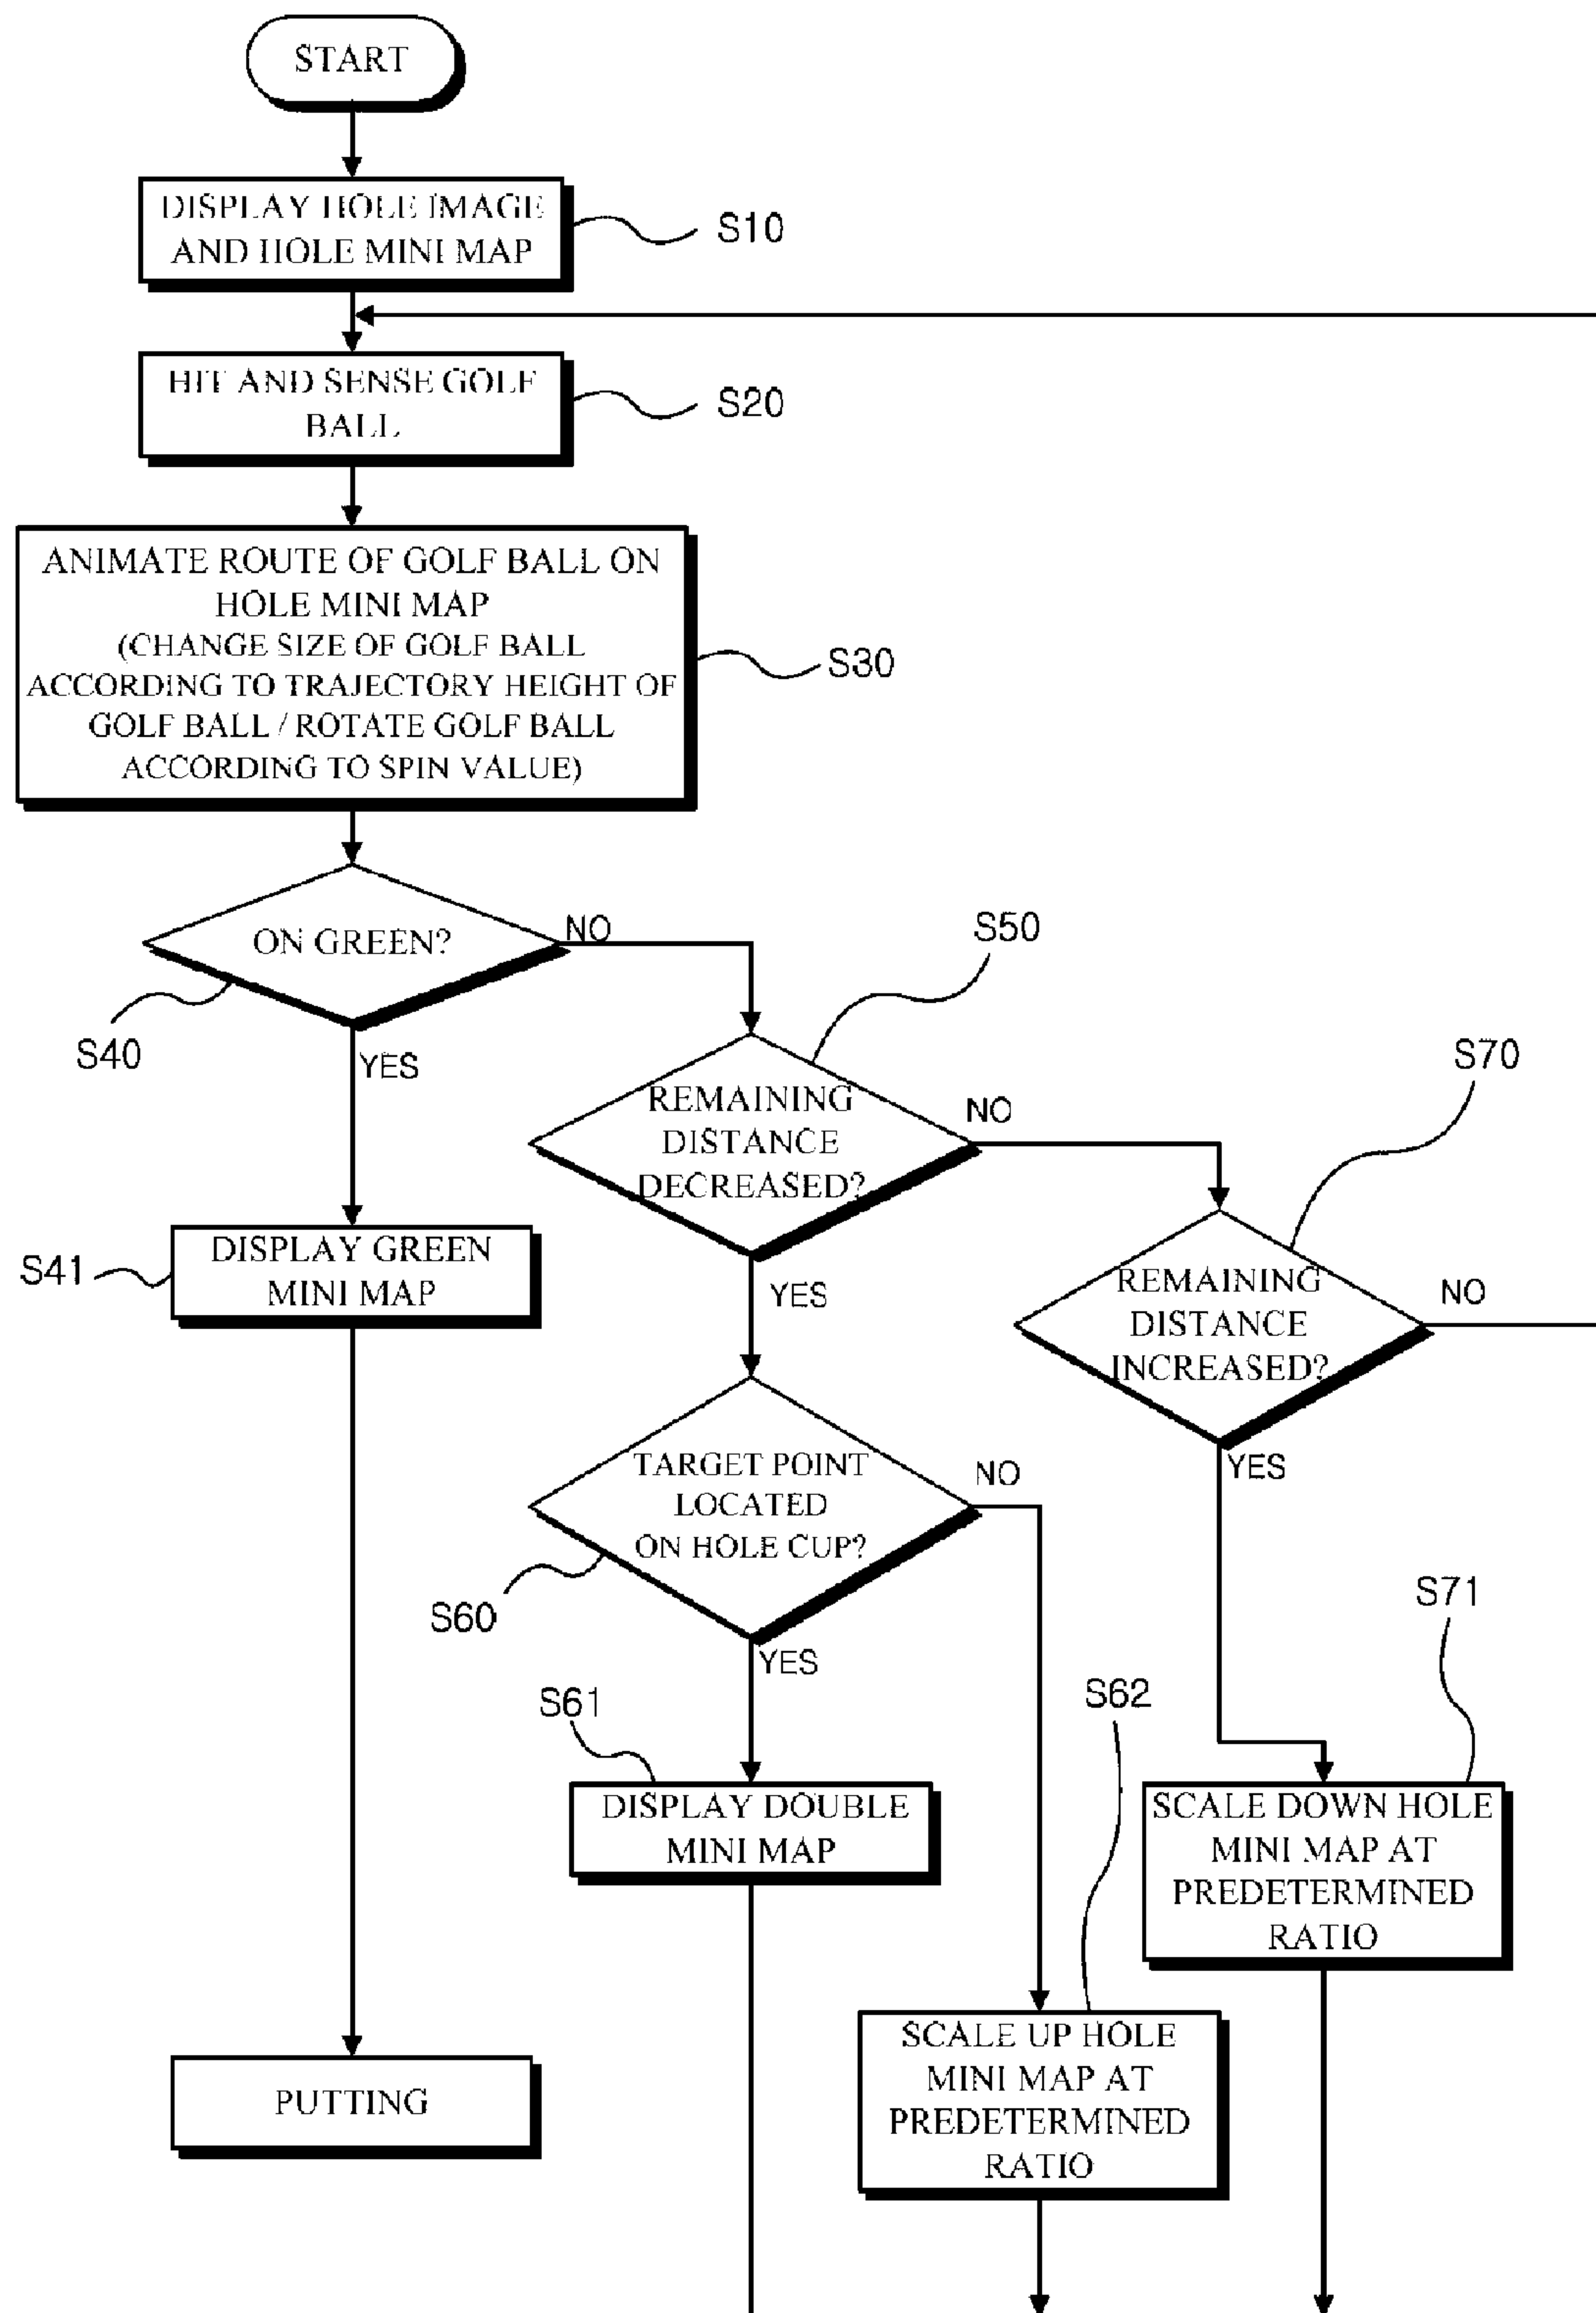 START
DISPLAY HOLE IMAGE
AND HOLE MINI MAP
S10
HIT AND SENSE GOLF
BALL
S20
ANIMATE ROUTE OF GOLF BALL ON
HOLE MINI MAP
(CHANGE SIZE OF GOLF BALL
ACCORDING TO TRAJECTORY HEIGHT OF
GOLF BALL / ROTATE GOLF BALL
ACCORDING TO SPIN VALUE)
S30
ON GREEN?
NO
S40
YES
S50
REMAINING
DISTANCE
DECREASED?
NO
YES
S70
REMAINING
DISTANCE
INCREASED?
NO
YES
S41
DISPLAY GREEN
MINI MAP
TARGET POINT
LOCATED
ON HOLE CUP?
NO
S60
YES
S61
DISPLAY DOUBLE
MINI MAP
S62
S71
SCALE DOWN HOLE
MINI MAP AT
PREDETERMINED
RATIO
SCALE UP HOLE
MINI MAP AT
PREDETERMINED
RATIO
PUTTING